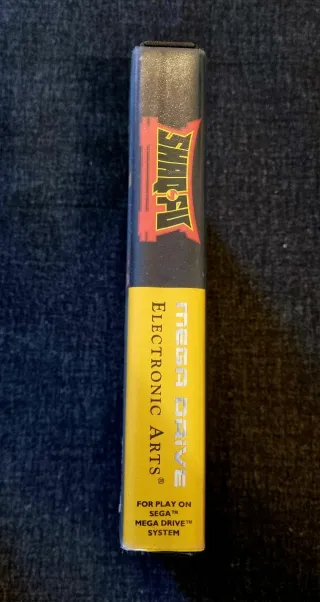 SHAQ-FU
MEGA DRIVE
ELECTRONIC ARTS®
FOR PLAY ON
SEGA™
MEGA DRIVE™
SYSTEM